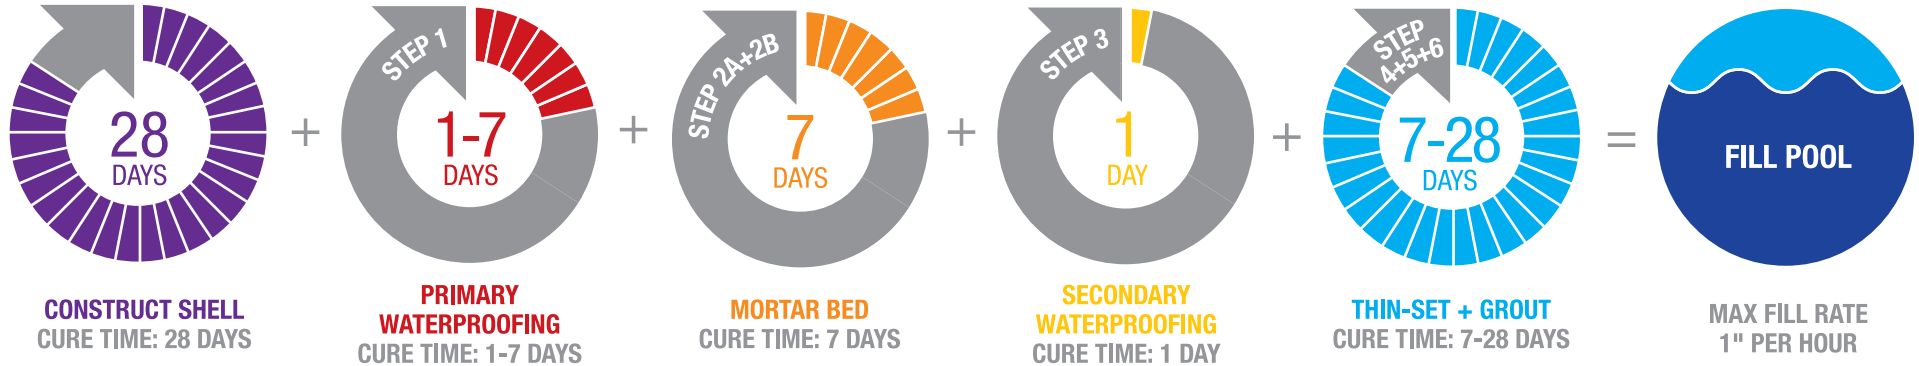 28
DAYS
CONSTRUCT SHELL
CURE TIME: 28 DAYS
+
STEP 1
1-7
DAYS
PRIMARY
WATERPROOFING
CURE TIME: 1-7 DAYS
+
STEP 2A+2B
7
DAYS
MORTAR BED
CURE TIME: 7 DAYS
+
STEP 3
1
DAY
SECONDARY
WATERPROOFING
CURE TIME: 1 DAY
+
STEP
4+5+6
7-28
DAYS
THIN-SET + GROUT
CURE TIME: 7-28 DAYS
=
FILL POOL
MAX FILL RATE
1" PER HOUR